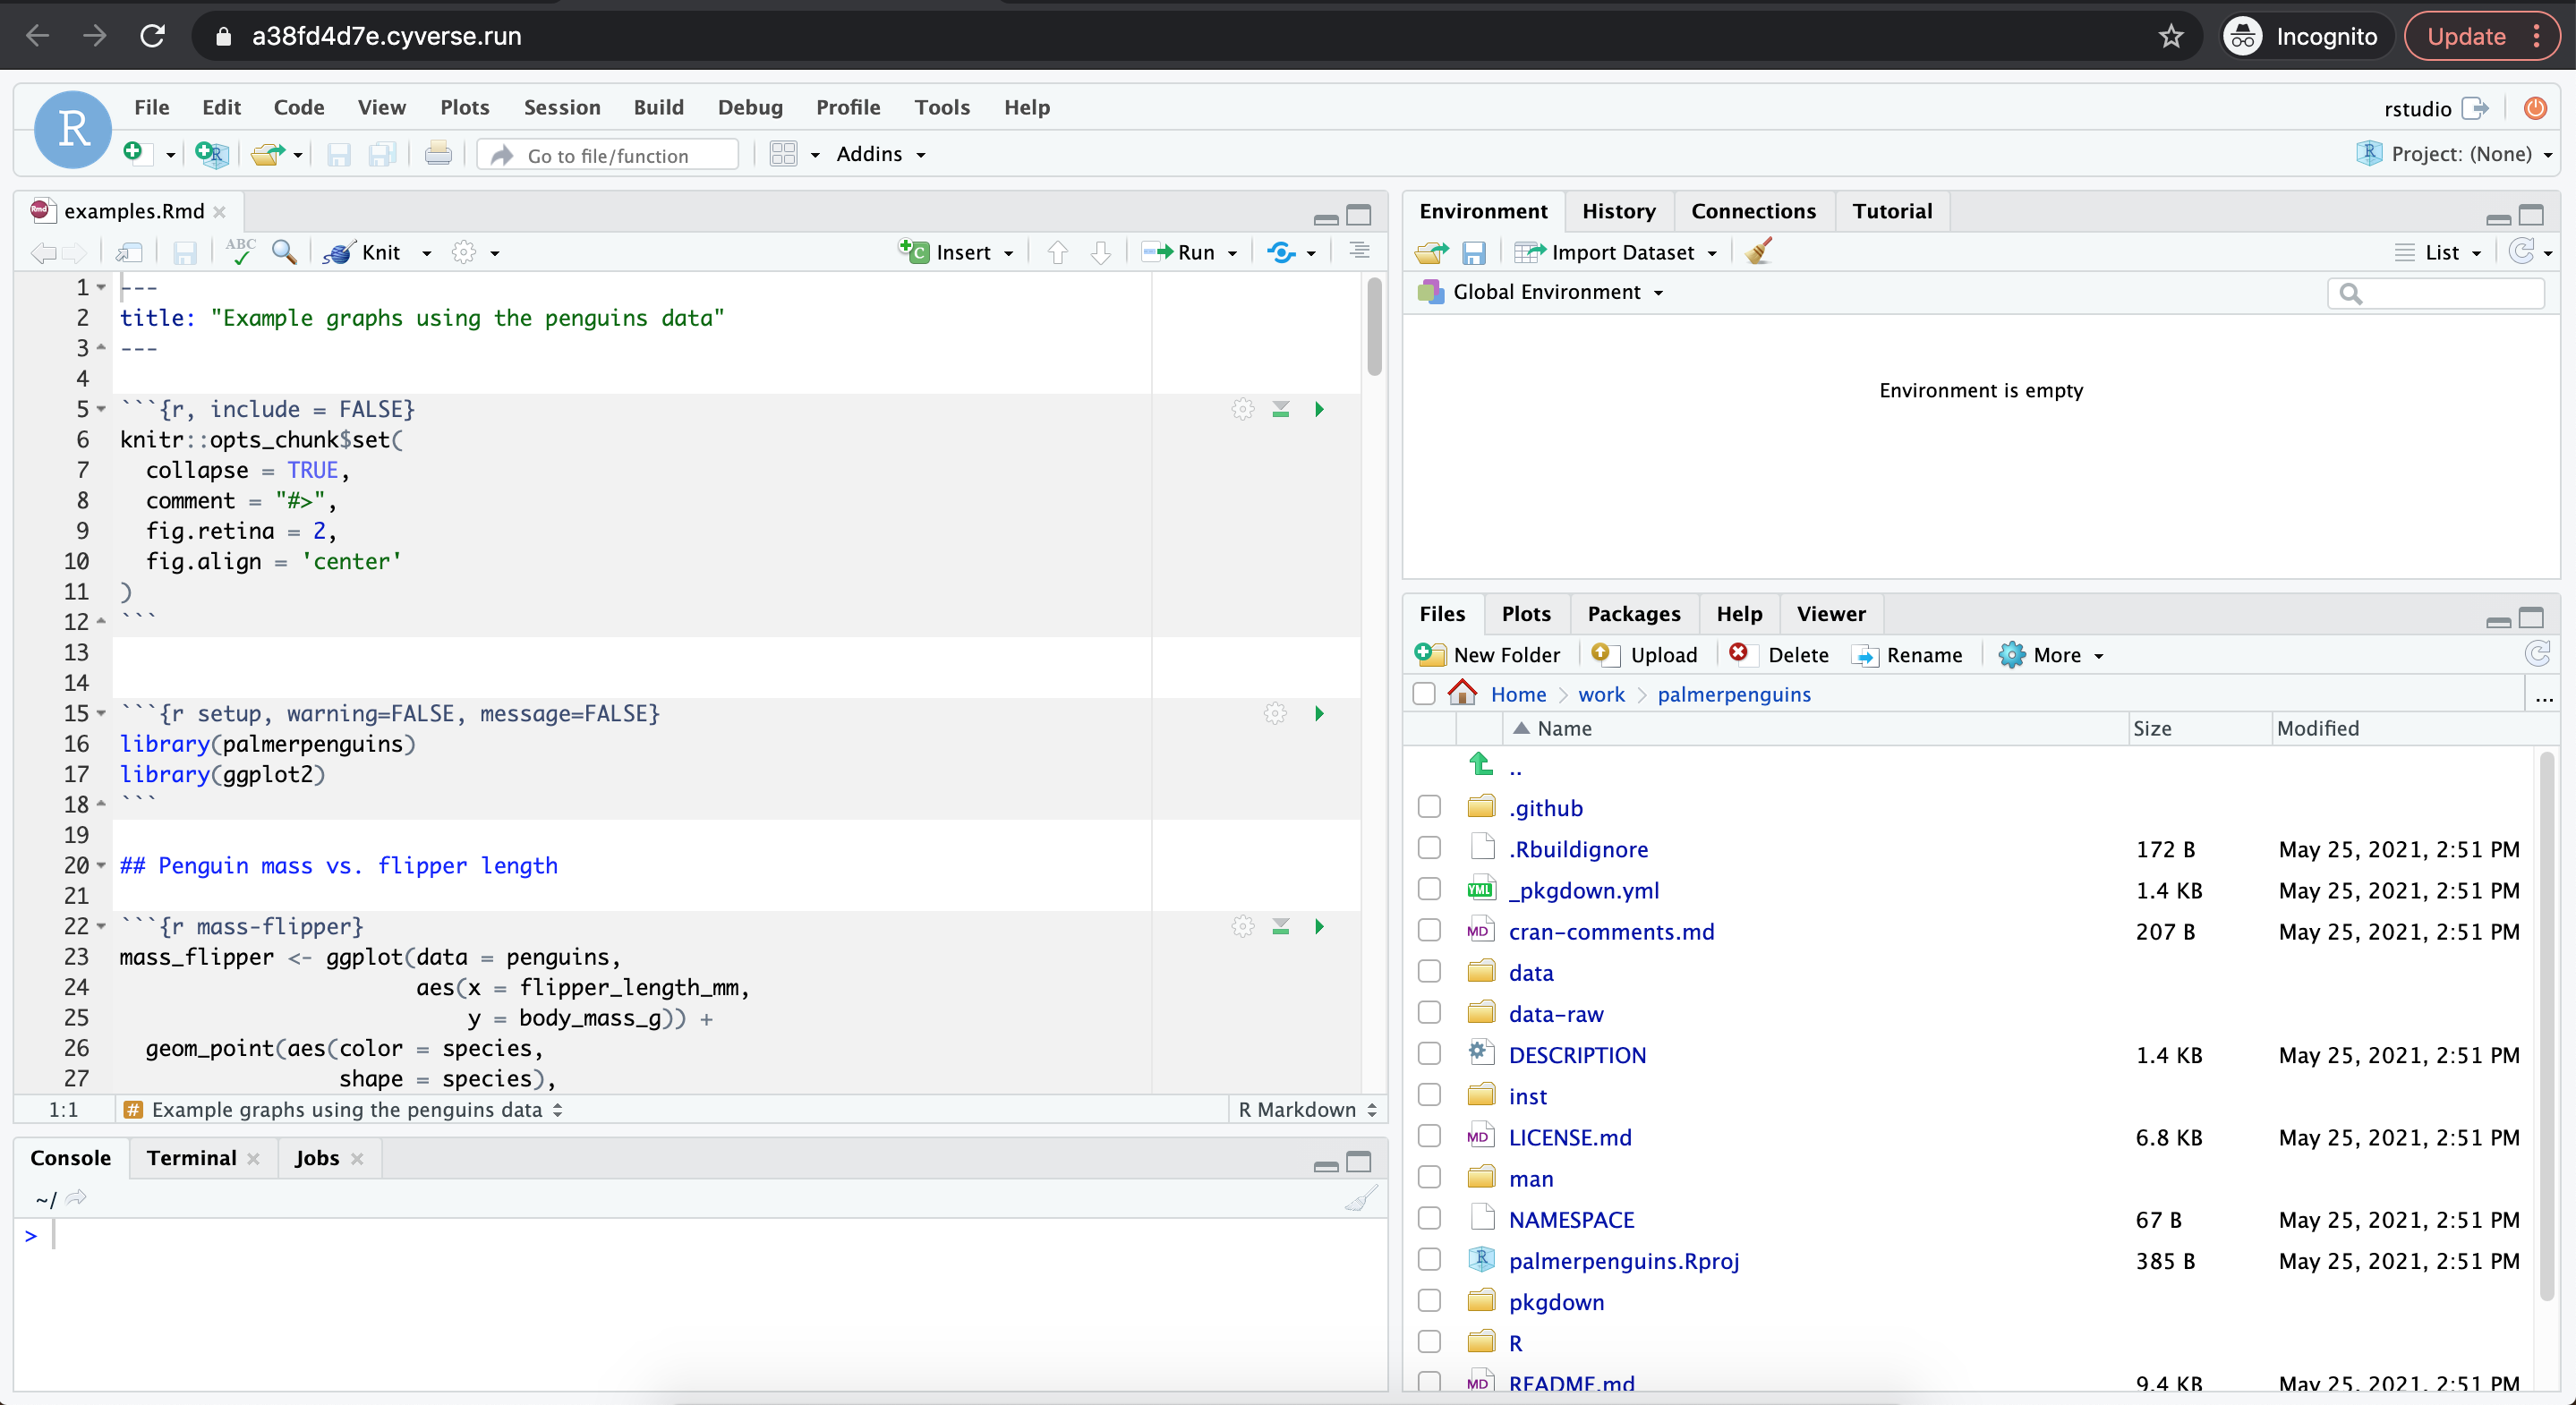 a38fd4d7e.cyverse.run
Incognito
Update
R
File Edit Code View Plots Session Build Debug Profile Tools Help
rstudio
Go to file/function
Addins
Project: (None)
examples.Rmd
ABC
Knit
Insert
Run
1 ---
2 title: "Example graphs using the penguins data"
3 ---
4
5 ```{r, include = FALSE}
6 knitr::opts_chunk$set(
7   collapse = TRUE,
8   comment = "#>",
9   fig.retina = 2,
10   fig.align = 'center'
11 )
12 ```
13
14
15 ```{r setup, warning=FALSE, message=FALSE}
16 library(palmerpenguins)
17 library(ggplot2)
18 ```
19
20 ## Penguin mass vs. flipper length
21
22 ```{r mass-flipper}
23 mass_flipper <- ggplot(data = penguins,
24                        aes(x = flipper_length_mm,
25                            y = body_mass_g)) +
26   geom_point(aes(color = species,
27                  shape = species),
1:1 # Example graphs using the penguins data R Markdown
Console Terminal Jobs
~/
>
Environment History Connections Tutorial
Import Dataset
List
Global Environment
Environment is empty
Files Plots Packages Help Viewer
New Folder Upload Delete Rename More
Home work palmerpenguins ...
Name Size Modified
..
.github
.Rbuildignore 172 B May 25, 2021, 2:51 PM
_pkgdown.yml 1.4 KB May 25, 2021, 2:51 PM
cran-comments.md 207 B May 25, 2021, 2:51 PM
data
data-raw
DESCRIPTION 1.4 KB May 25, 2021, 2:51 PM
inst
LICENSE.md 6.8 KB May 25, 2021, 2:51 PM
man
NAMESPACE 67 B May 25, 2021, 2:51 PM
palmerpenguins.Rproj 385 B May 25, 2021, 2:51 PM
pkgdown
R
README.md 9.4 KB May 25, 2021, 2:51 PM